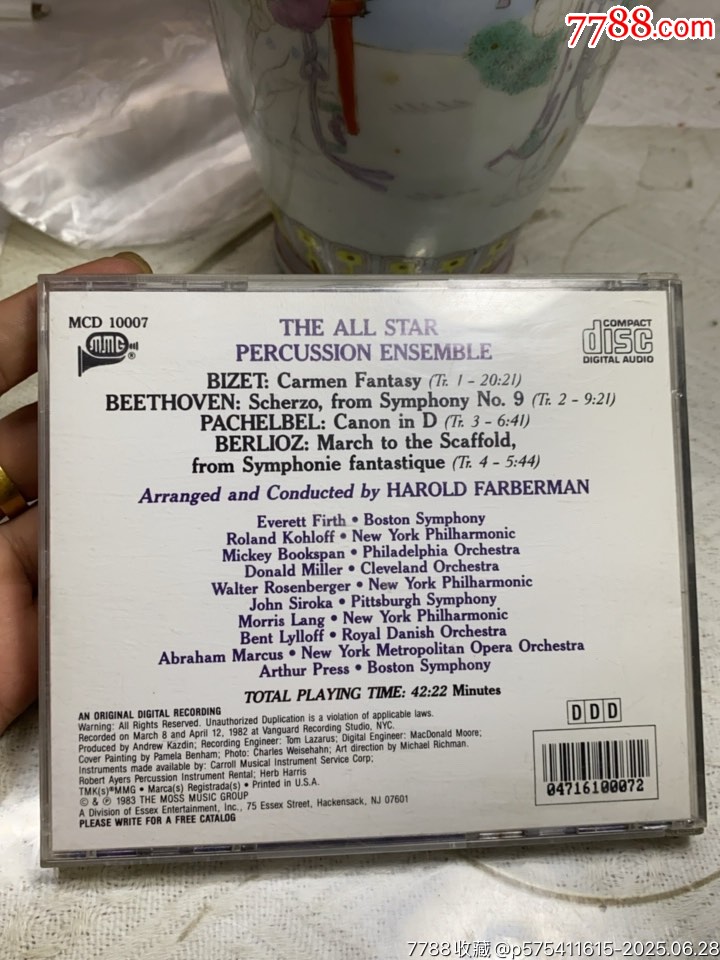 7788.com
MCD 10007
MMG®
THE ALL STAR
PERCUSSION ENSEMBLE
COMPACT
disc
DIGITAL AUDIO
BIZET: Carmen Fantasy (Tr. 1 - 20:21)
BEETHOVEN: Scherzo, from Symphony No. 9 (Tr. 2 - 9:21)
PACHELBEL: Canon in D (Tr. 3 - 6:41)
BERLIOZ: March to the Scaffold,
from Symphonie fantastique (Tr. 4 - 5:44)
Arranged and Conducted by HAROLD FARBERMAN
Everett Firth • Boston Symphony
Roland Kohloff • New York Philharmonic
Mickey Bookspan • Philadelphia Orchestra
Donald Miller • Cleveland Orchestra
Walter Rosenberger • New York Philharmonic
John Siroka • Pittsburgh Symphony
Morris Lang • New York Philharmonic
Bent Lylloff • Royal Danish Orchestra
Abraham Marcus • New York Metropolitan Opera Orchestra
Arthur Press • Boston Symphony
TOTAL PLAYING TIME: 42:22 Minutes
AN ORIGINAL DIGITAL RECORDING
Warning: All Rights Reserved. Unauthorized Duplication is a violation of applicable laws.
Recorded on March 8 and April 12, 1982 at Vanguard Recording Studio, NYC.
Produced by Andrew Kazdin; Recording Engineer: Tom Lazarus; Digital Engineer: MacDonald Moore;
Cover Painting by Pamela Benham; Photo: Charles Weisehahn; Art direction by Michael Richman.
Instruments made available by: Carroll Musical Instrument Service Corp;
Robert Ayers Percussion Instrument Rental; Herb Harris
TMK(s)®MMG • Marca(s) Registrada(s) • Printed in U.S.A.
© & ℗ 1983 THE MOSS MUSIC GROUP
A Division of Essex Entertainment, Inc., 75 Essex Street, Hackensack, NJ 07601
PLEASE WRITE FOR A FREE CATALOG
DDD
04716100072
7788收藏 @p575411615-2025.06.28